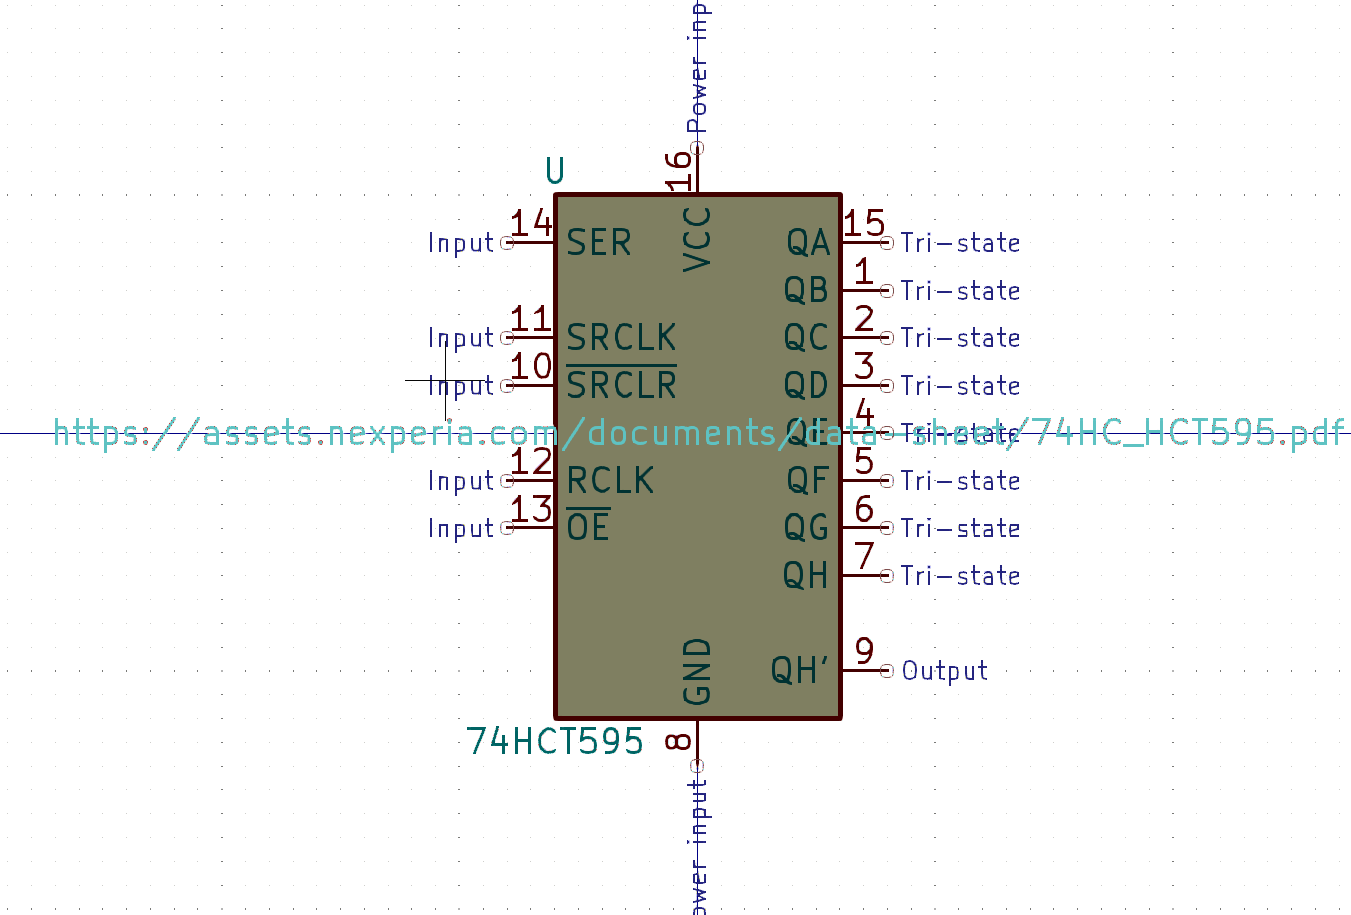 Power inp
16
U
14 15
Input SER VCC QA Tri-state
1
QB Tri-state
11 2
Input SRCLK QC Tri-state
10 3
Input SRCLR QD Tri-state
4
https://assets.nexperia.com/documents/data-sheet/74HC_HCT595.pdf
QE Tri-state
12 5
Input RCLK QF Tri-state
13 6
Input OE QG Tri-state
7
QH Tri-state
9
GND QH' Output
74HCT595 8
ower input